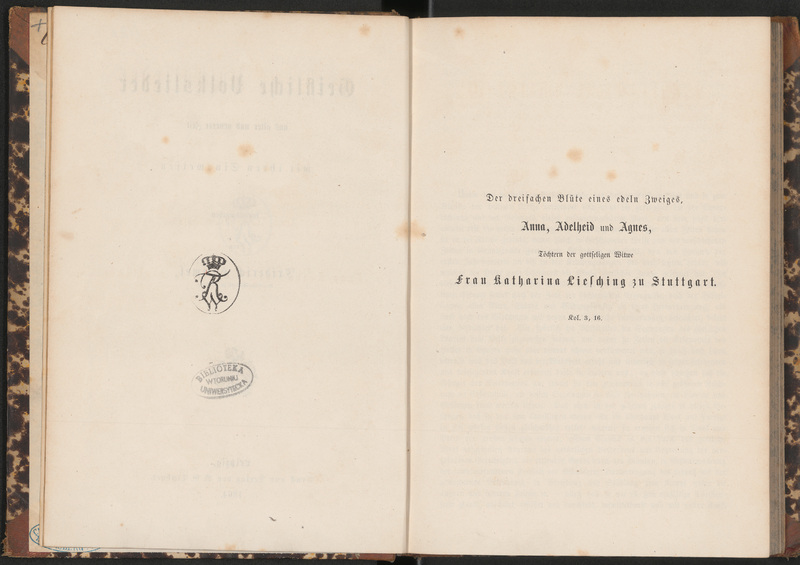 BIBLIOTEKA
W TORUNIU
UNIWERSYTECKA
Der dreifachen Blüte eines edeln Zweiges,
Anna, Adelheid und Agnes,
Töchtern der gottseligen Witwe
Frau Katharina Liesching zu Stuttgart.
Kol. 3, 16.